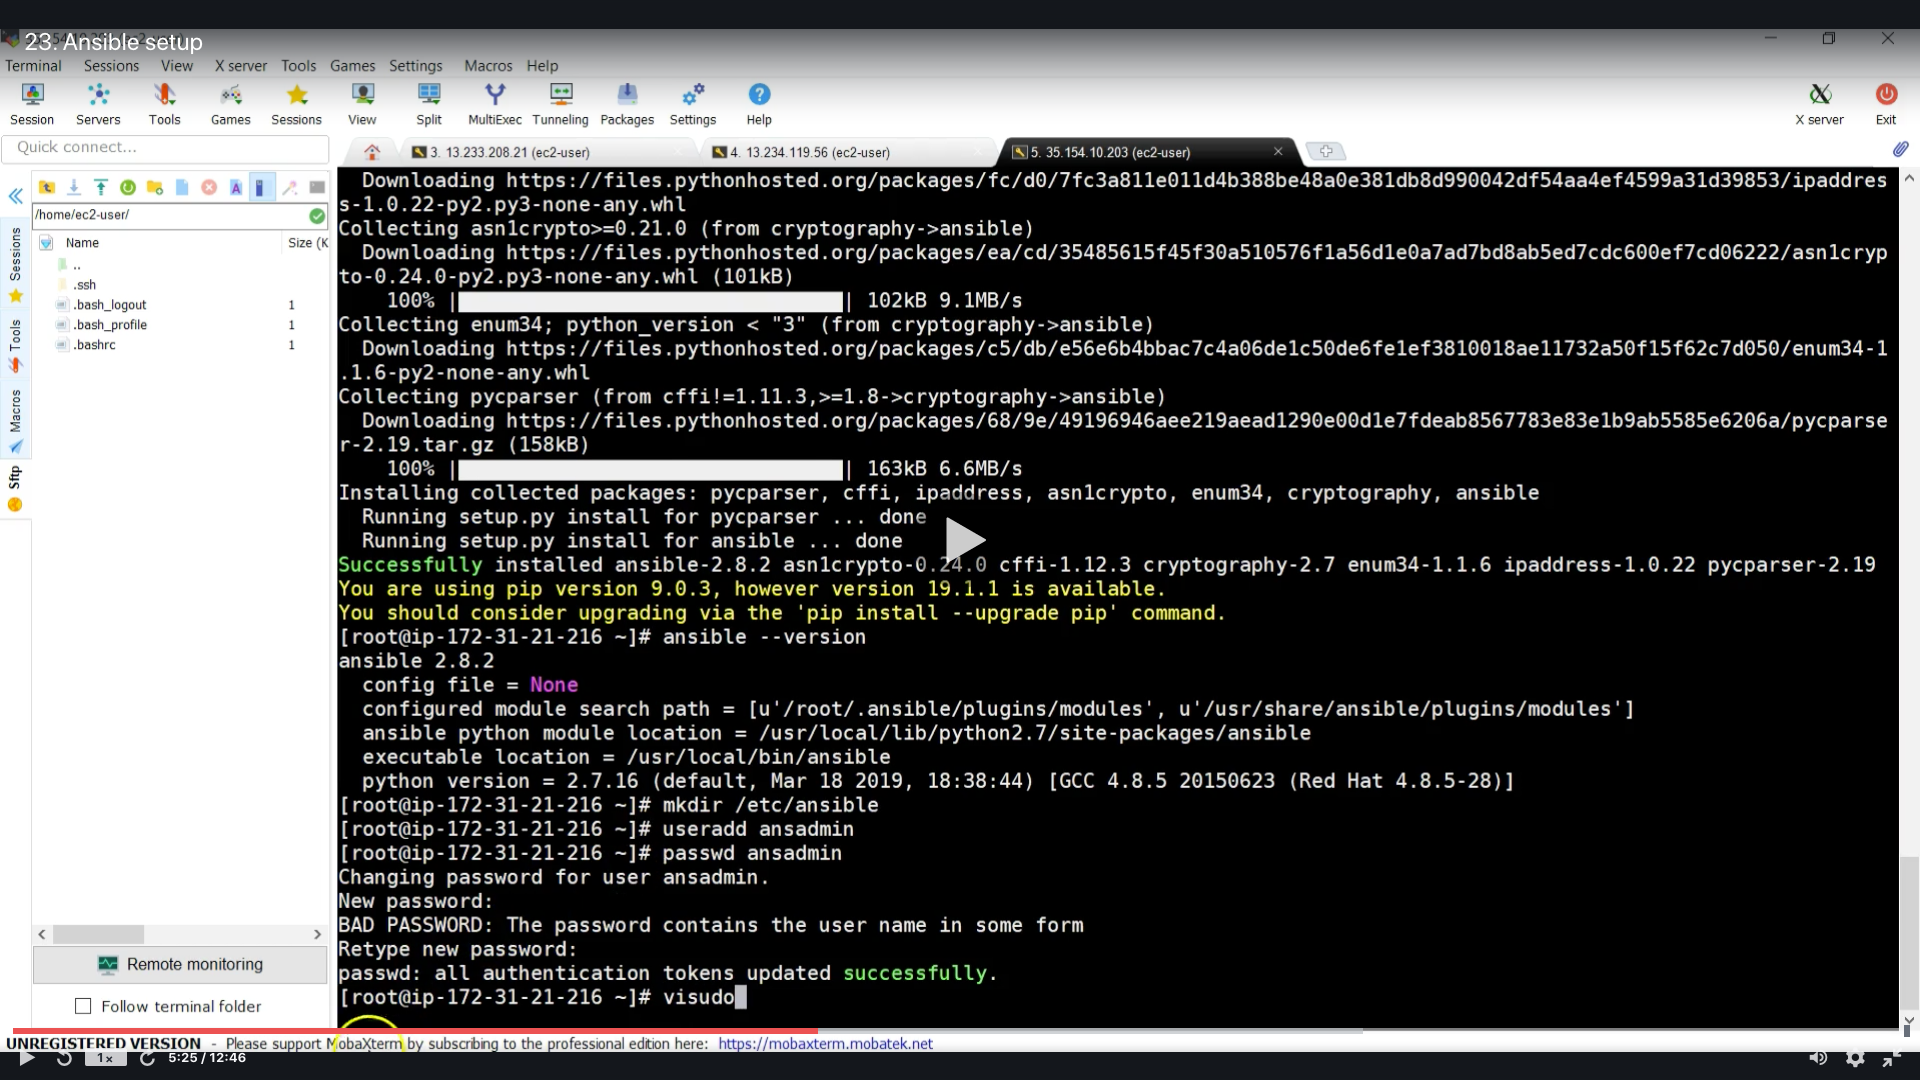 23. Ansible setup
Terminal Sessions View X server Tools Games Settings Macros Help
Session Servers Tools Games Sessions View Split MultiExec Tunneling Packages Settings Help X server Exit
Quick connect...
3. 13.233.208.21 (ec2-user)
4. 13.234.119.56 (ec2-user)
5. 35.154.10.203 (ec2-user)
/home/ec2-user/
Name Size (K
..
.ssh
.bash_logout 1
.bash_profile 1
.bashrc 1
Sessions
Tools
Macros
Sftp
Remote monitoring
Follow terminal folder
Downloading https://files.pythonhosted.org/packages/fc/d0/7fc3a811e011d4b388be48a0e381db8d990042df54aa4ef4599a31d39853/ipaddres
s-1.0.22-py2.py3-none-any.whl
Collecting asn1crypto>=0.21.0 (from cryptography->ansible)
Downloading https://files.pythonhosted.org/packages/ea/cd/35485615f45f30a510576f1a56d1e0a7ad7bd8ab5ed7cdc600ef7cd06222/asn1cryp
to-0.24.0-py2.py3-none-any.whl (101kB)
100% | | 102kB 9.1MB/s
Collecting enum34; python_version < "3" (from cryptography->ansible)
Downloading https://files.pythonhosted.org/packages/c5/db/e56e6b4bbac7c4a06de1c50de6fe1ef3810018ae11732a50f15f62c7d050/enum34-1
.1.6-py2-none-any.whl
Collecting pycparser (from cffi!=1.11.3,>=1.8->cryptography->ansible)
Downloading https://files.pythonhosted.org/packages/68/9e/49196946aee219aead1290e00d1e7fdeab8567783e83e1b9ab5585e6206a/pycparse
r-2.19.tar.gz (158kB)
100% | | 163kB 6.6MB/s
Installing collected packages: pycparser, cffi, ipaddress, asn1crypto, enum34, cryptography, ansible
Running setup.py install for pycparser ... done
Running setup.py install for ansible ... done
Successfully installed ansible-2.8.2 asn1crypto-0.24.0 cffi-1.12.3 cryptography-2.7 enum34-1.1.6 ipaddress-1.0.22 pycparser-2.19
You are using pip version 9.0.3, however version 19.1.1 is available.
You should consider upgrading via the 'pip install --upgrade pip' command.
[root@ip-172-31-21-216 ~]# ansible --version
ansible 2.8.2
config file = None
configured module search path = [u'/root/.ansible/plugins/modules', u'/usr/share/ansible/plugins/modules']
ansible python module location = /usr/local/lib/python2.7/site-packages/ansible
executable location = /usr/local/bin/ansible
python version = 2.7.16 (default, Mar 18 2019, 18:38:44) [GCC 4.8.5 20150623 (Red Hat 4.8.5-28)]
[root@ip-172-31-21-216 ~]# mkdir /etc/ansible
[root@ip-172-31-21-216 ~]# useradd ansadmin
[root@ip-172-31-21-216 ~]# passwd ansadmin
Changing password for user ansadmin.
New password:
BAD PASSWORD: The password contains the user name in some form
Retype new password:
passwd: all authentication tokens updated successfully.
[root@ip-172-31-21-216 ~]# visudo
UNREGISTERED VERSION - Please support MobaXterm by subscribing to the professional edition here: https://mobaxterm.mobatek.net
1x 5:25 / 12:46